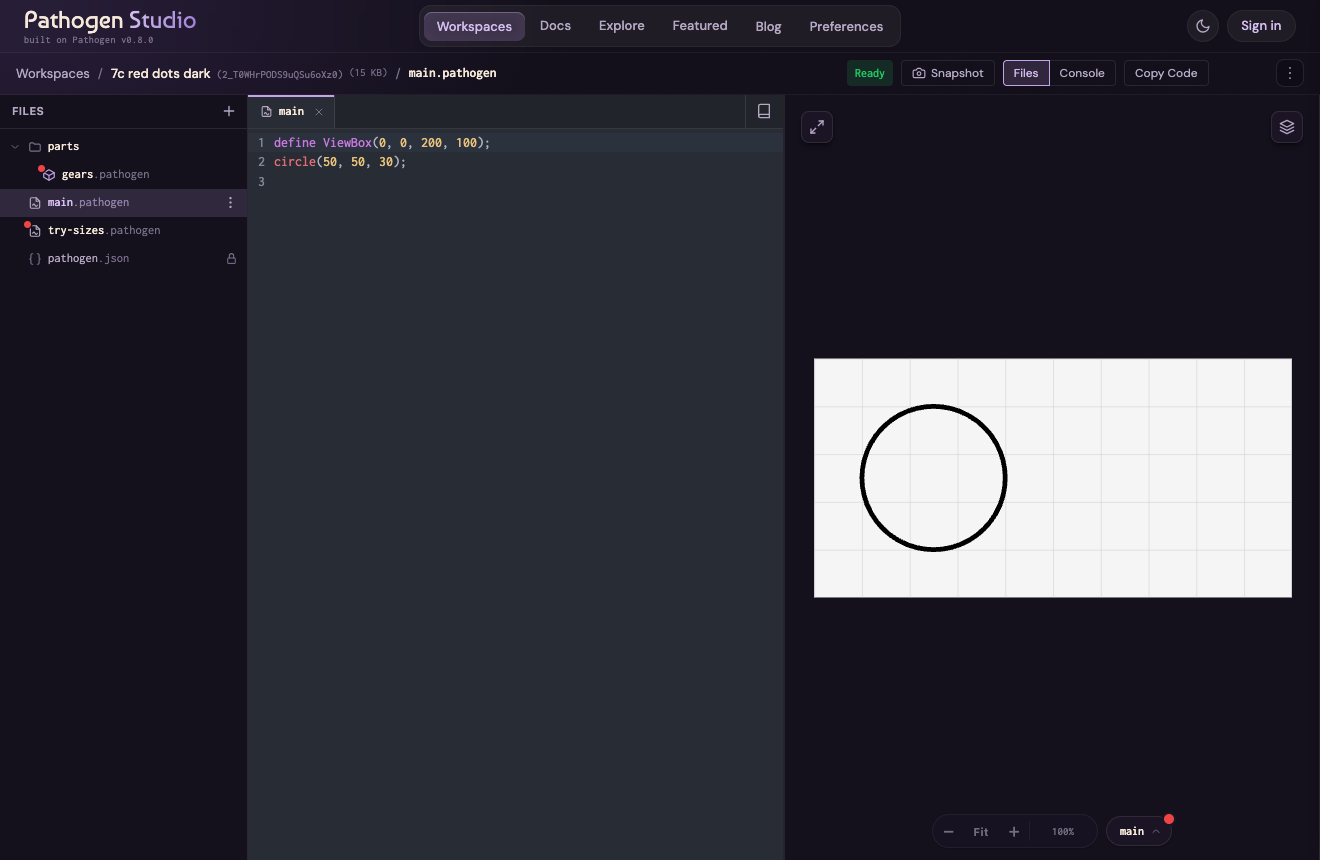 Pathogen Studio
built on Pathogen v0.8.0
Workspaces
Docs
Explore
Featured
Blog
Preferences
Sign in
Workspaces / 7c red dots dark (2_T0WHrPODS9uQSu6oXz0) (15 KB) / main.pathogen
Ready
Snapshot
Files
Console
Copy Code
FILES
parts
gears.pathogen
main.pathogen
try-sizes.pathogen
{} pathogen.json
main
1 define ViewBox(0, 0, 200, 100);
2 circle(50, 50, 30);
3
Fit
100%
main